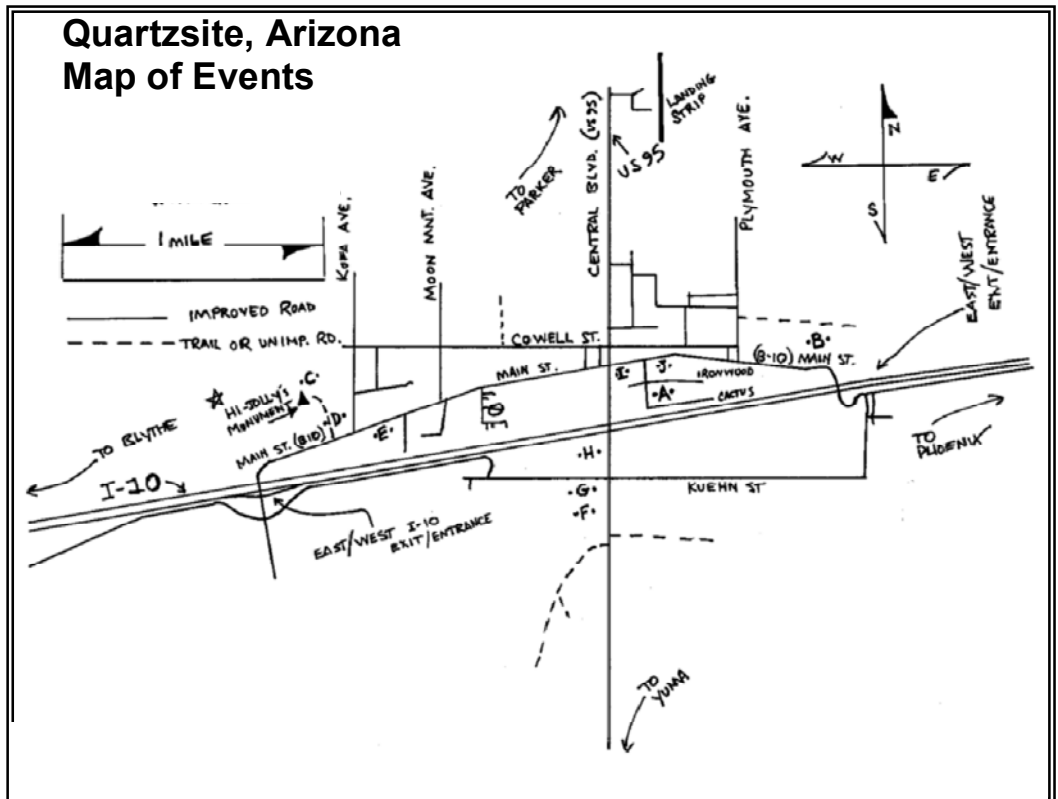 Quartzsite, Arizona
Map of Events
TO
PARKER
CENTRAL BLVD. (US 95)
US 95
LANDING
STRIP
PLYMOUTH AVE.
N
W
E
S
1 MILE
KOFA AVE.
MOON MNT. AVE.
IMPROVED ROAD
TRAIL OR UNIMP. RD.
EAST/WEST
ENT/ENTRANCE
COWELL ST.
·B·
(B-10) MAIN ST.
MAIN ST.
·I·
·J·
IRONWOOD
·A·
CACTUS
·C·
HI-JOLLY'S
MONUMENT
·D·
·E·
MAIN ST. (B10)
TO BLYTHE
I-10
·H·
·G·
·F·
KUEHN ST
TO
PHOENIX
EAST/WEST I-10
EXIT/ENTRANCE
TO
YUMA